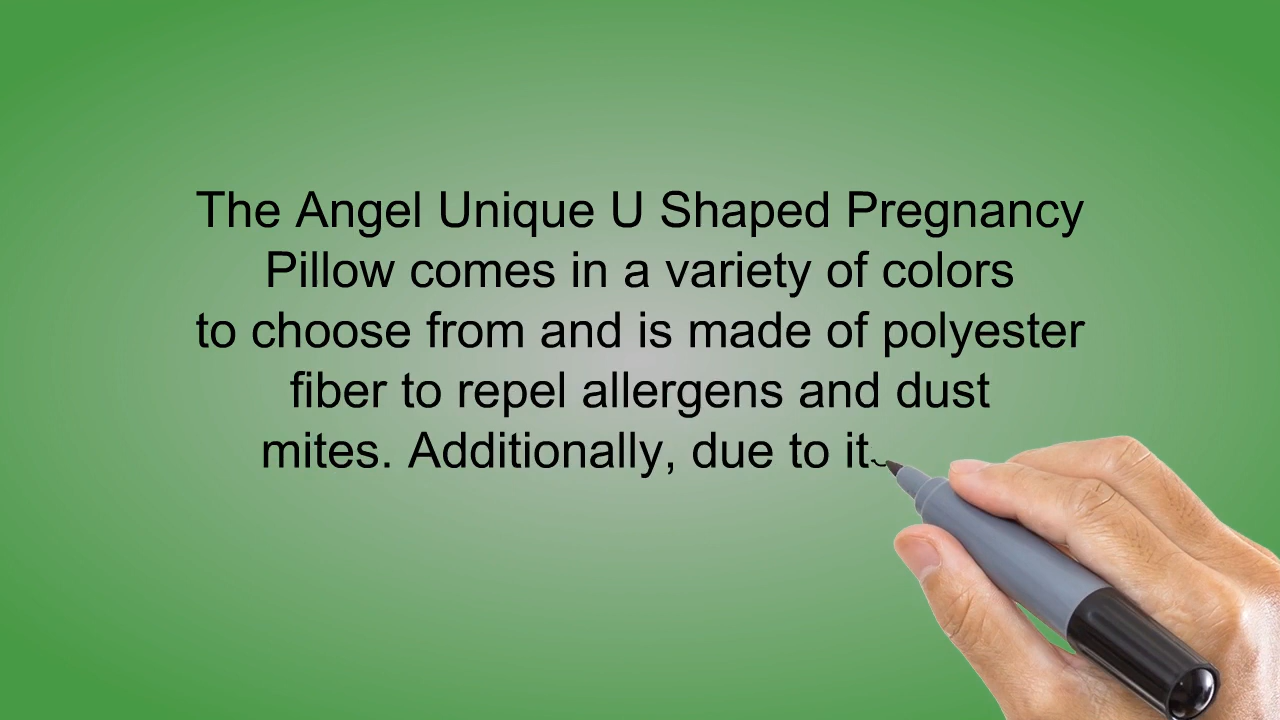 The Angel Unique U Shaped Pregnancy
Pillow comes in a variety of colors
to choose from and is made of polyester
fiber to repel allergens and dust
mites. Additionally, due to it